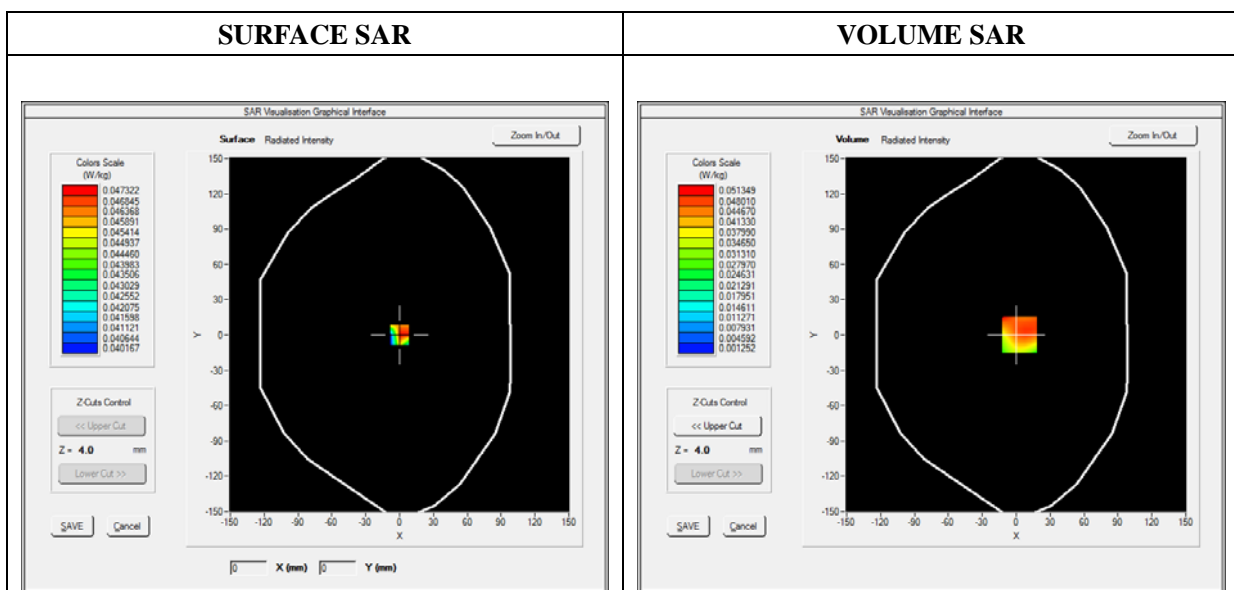 SURFACE SAR
SAR Visualisation Graphical Interface
Surface Radiated Intensity
Zoom In/Out
Colors Scale
(W/kg)
0.047322
0.046845
0.046368
0.045891
0.045414
0.044937
0.044460
0.043983
0.043506
0.043029
0.042552
0.042075
0.041598
0.041121
0.040644
0.040167
Z-Cuts Control
<< Upper Cut
Z = 4.0 mm
Lower Cut >>
SAVE Cancel
150
120
90
60
30
Y 0
-30
-60
-90
-120
-150
-150 -120 -90 -60 -30 0 30 60 90 120 150
X
0 X (mm) 0 Y (mm)
VOLUME SAR
SAR Visualisation Graphical Interface
Volume Radiated Intensity
Zoom In/Out
Colors Scale
(W/kg)
0.051349
0.048010
0.044670
0.041330
0.037990
0.034650
0.031310
0.027970
0.024631
0.021291
0.017951
0.014611
0.011271
0.007931
0.004592
0.001252
Z-Cuts Control
<< Upper Cut
Z = 4.0 mm
Lower Cut >>
SAVE Cancel
150
120
90
60
30
Y 0
-30
-60
-90
-120
-150
-150 -120 -90 -60 -30 0 30 60 90 120 150
X